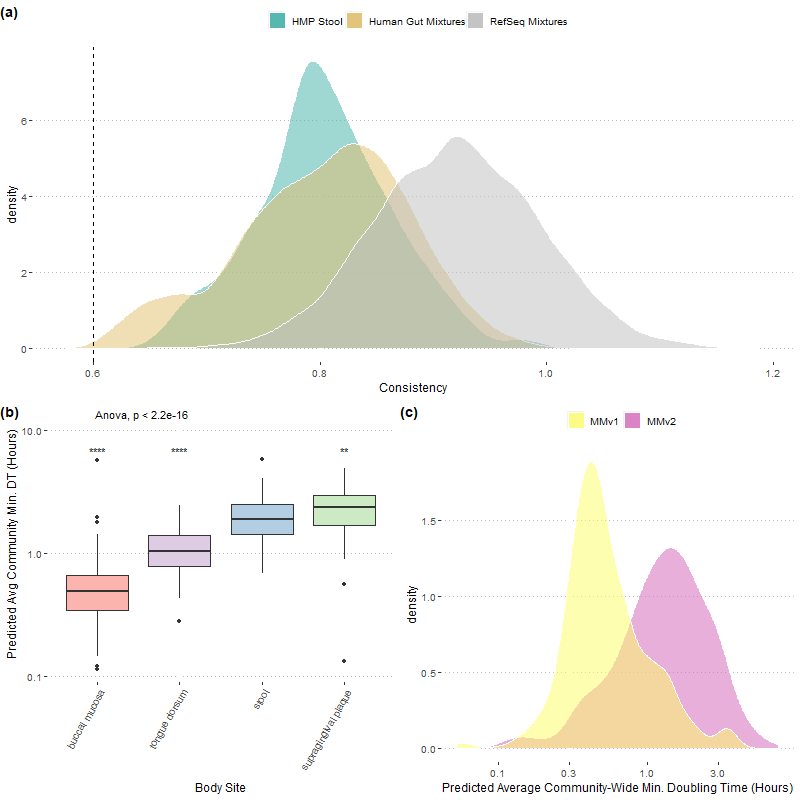 (a)
HMP Stool Human Gut Mixtures RefSeq Mixtures
density
6
4
2
0
0.6 0.8 1.0 1.2
Consistency
(b)
Anova, p < 2.2e-16
Predicted Avg Community Min. DT (Hours)
10.0
1.0
0.1
**** **** **
buccal mucosa
tongue dorsum
stool
supragingival plaque
Body Site
(c)
MMv1 MMv2
density
1.5
1.0
0.5
0.0
0.1 0.3 1.0 3.0
Predicted Average Community-Wide Min. Doubling Time (Hours)